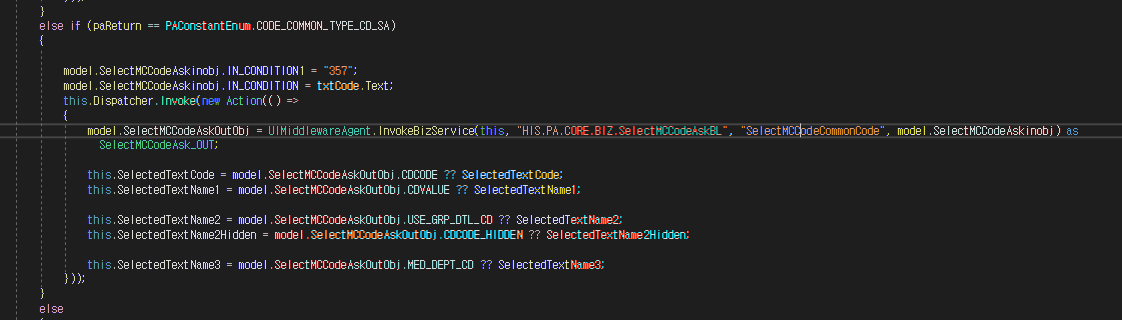 }));
}
else if (paReturn == PAConstantEnum.CODE_COMMON_TYPE_CD_SA)
{
model.SelectMCCodeAskinobj.IN_CONDITION1 = "357";
model.SelectMCCodeAskinobj.IN_CONDITION = txtCode.Text;
this.Dispatcher.Invoke(new Action(() =>
{
model.SelectMCCodeAskOutObj = UIMiddlewareAgent.InvokeBizService(this, "HIS.PA.CORE.BIZ.SelectMCCodeAskBL", "SelectMCCodeCommonCode", model.SelectMCCodeAskinobj) as
SelectMCCodeAsk_OUT;
this.SelectedTextCode = model.SelectMCCodeAskOutObj.CDCODE ?? SelectedTextCode;
this.SelectedTextName1 = model.SelectMCCodeAskOutObj.CDVALUE ?? SelectedTextName1;
this.SelectedTextName2 = model.SelectMCCodeAskOutObj.USE_GRP_DTL_CD ?? SelectedTextName2;
this.SelectedTextName2Hidden = model.SelectMCCodeAskOutObj.CDCODE_HIDDEN ?? SelectedTextName2Hidden;
this.SelectedTextName3 = model.SelectMCCodeAskOutObj.MED_DEPT_CD ?? SelectedTextName3;
}));
}
else